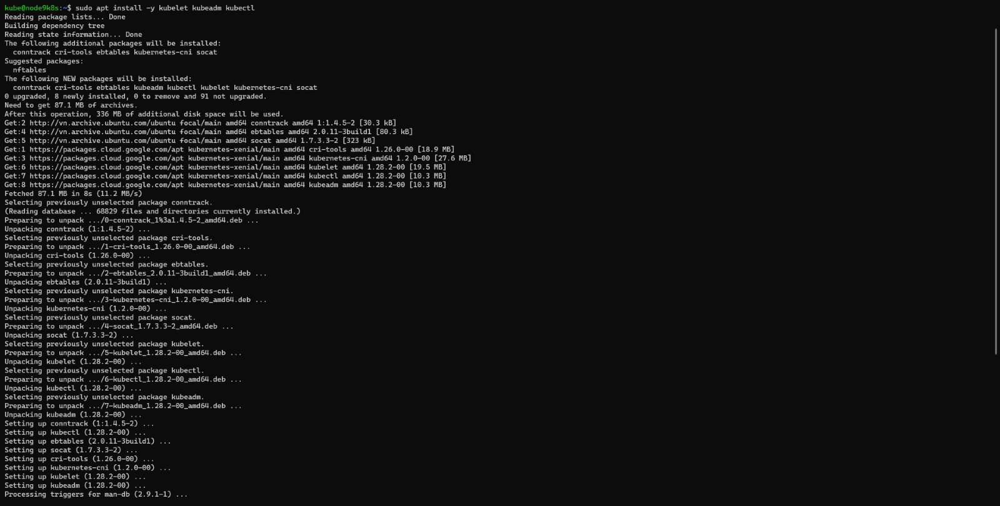 kube@node9k8s:~$ sudo apt install -y kubelet kubeadm kubectl
Reading package lists... Done
Building dependency tree
Reading state information... Done
The following additional packages will be installed:
  conntrack cri-tools ebtables kubernetes-cni socat
Suggested packages:
  nftables
The following NEW packages will be installed:
  conntrack cri-tools ebtables kubeadm kubectl kubelet kubernetes-cni socat
0 upgraded, 8 newly installed, 0 to remove and 91 not upgraded.
Need to get 87.1 MB of archives.
After this operation, 336 MB of additional disk space will be used.
Get:2 http://vn.archive.ubuntu.com/ubuntu focal/main amd64 conntrack amd64 1:1.4.5-2 [30.3 kB]
Get:4 http://vn.archive.ubuntu.com/ubuntu focal/main amd64 ebtables amd64 2.0.11-3build1 [80.3 kB]
Get:5 http://vn.archive.ubuntu.com/ubuntu focal/main amd64 socat amd64 1.7.3.3-2 [323 kB]
Get:1 https://packages.cloud.google.com/apt kubernetes-xenial/main amd64 cri-tools amd64 1.26.0-00 [18.9 MB]
Get:3 https://packages.cloud.google.com/apt kubernetes-xenial/main amd64 kubernetes-cni amd64 1.2.0-00 [27.6 MB]
Get:6 https://packages.cloud.google.com/apt kubernetes-xenial/main amd64 kubelet amd64 1.28.2-00 [19.5 MB]
Get:7 https://packages.cloud.google.com/apt kubernetes-xenial/main amd64 kubectl amd64 1.28.2-00 [10.3 MB]
Get:8 https://packages.cloud.google.com/apt kubernetes-xenial/main amd64 kubeadm amd64 1.28.2-00 [10.3 MB]
Fetched 87.1 MB in 8s (11.2 MB/s)
Selecting previously unselected package conntrack.
(Reading database ... 68829 files and directories currently installed.)
Preparing to unpack .../0-conntrack_1%3a1.4.5-2_amd64.deb ...
Unpacking conntrack (1:1.4.5-2) ...
Selecting previously unselected package cri-tools.
Preparing to unpack .../1-cri-tools_1.26.0-00_amd64.deb ...
Unpacking cri-tools (1.26.0-00) ...
Selecting previously unselected package ebtables.
Preparing to unpack .../2-ebtables_2.0.11-3build1_amd64.deb ...
Unpacking ebtables (2.0.11-3build1) ...
Selecting previously unselected package kubernetes-cni.
Preparing to unpack .../3-kubernetes-cni_1.2.0-00_amd64.deb ...
Unpacking kubernetes-cni (1.2.0-00) ...
Selecting previously unselected package socat.
Preparing to unpack .../4-socat_1.7.3.3-2_amd64.deb ...
Unpacking socat (1.7.3.3-2) ...
Selecting previously unselected package kubelet.
Preparing to unpack .../5-kubelet_1.28.2-00_amd64.deb ...
Unpacking kubelet (1.28.2-00) ...
Selecting previously unselected package kubectl.
Preparing to unpack .../6-kubectl_1.28.2-00_amd64.deb ...
Unpacking kubectl (1.28.2-00) ...
Selecting previously unselected package kubeadm.
Preparing to unpack .../7-kubeadm_1.28.2-00_amd64.deb ...
Unpacking kubeadm (1.28.2-00) ...
Setting up conntrack (1:1.4.5-2) ...
Setting up kubectl (1.28.2-00) ...
Setting up ebtables (2.0.11-3build1) ...
Setting up socat (1.7.3.3-2) ...
Setting up cri-tools (1.26.0-00) ...
Setting up kubernetes-cni (1.2.0-00) ...
Setting up kubelet (1.28.2-00) ...
Setting up kubeadm (1.28.2-00) ...
Processing triggers for man-db (2.9.1-1) ...